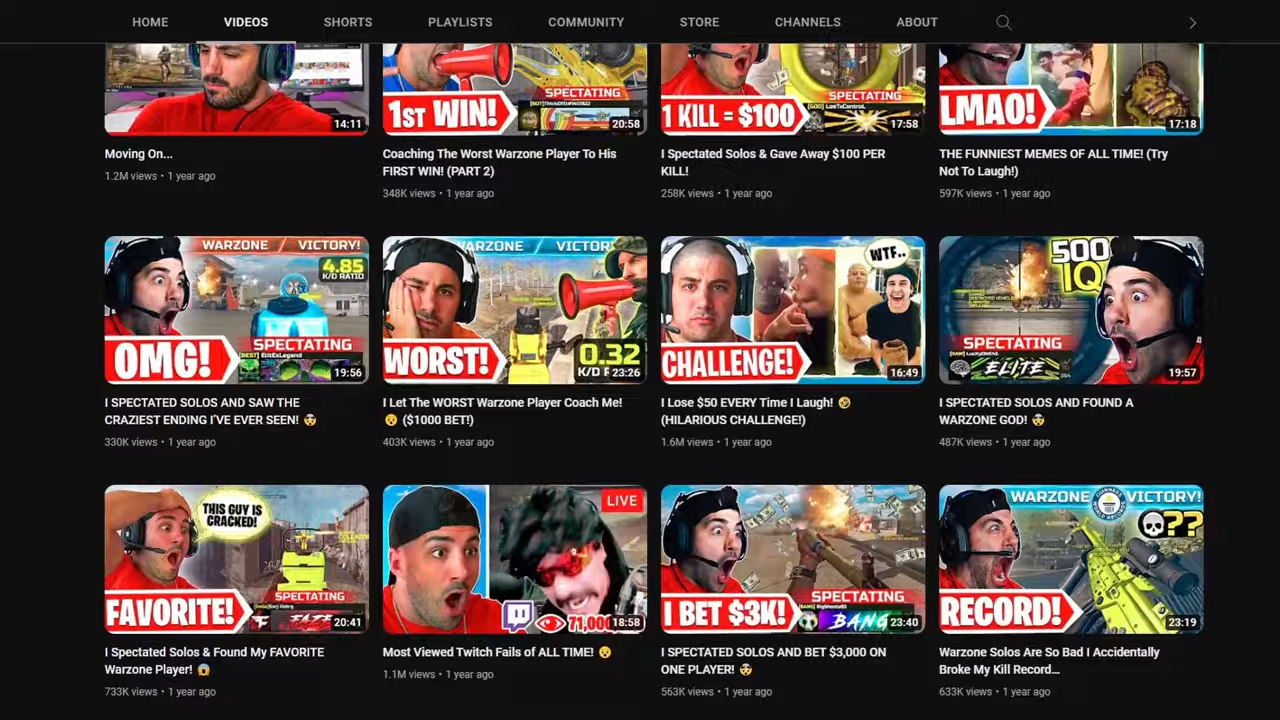 HOME VIDEOS SHORTS PLAYLISTS COMMUNITY STORE CHANNELS ABOUT
1ST WIN!
SPECTATING
1 KILL = $100
SPECTATING
LMAO!
14:11
20:58
17:58
17:18
Moving On...
1.2M views • 1 year ago
Coaching The Worst Warzone Player To His
FIRST WIN! (PART 2)
348K views • 1 year ago
I Spectated Solos & Gave Away $100 PER
KILL!
258K views • 1 year ago
THE FUNNIEST MEMES OF ALL TIME! (Try
Not To Laugh!)
597K views • 1 year ago
WARZONE / VICTORY!
4.85
K/D RATIO
SPECTATING
[BEST] EliteExLegend
OMG!
19:56
WARZONE / VICTOR
WORST!
0.32
K/D R
23:26
WTF..
CHALLENGE!
16:49
500
IQ
SPECTATING
ELITE
19:57
I SPECTATED SOLOS AND SAW THE
CRAZIEST ENDING I'VE EVER SEEN! 🤯
330K views • 1 year ago
I Let The WORST Warzone Player Coach Me!
😮 ($1000 BET!)
403K views • 1 year ago
I Lose $50 EVERY Time I Laugh! 🤣
(HILARIOUS CHALLENGE!)
1.6M views • 1 year ago
I SPECTATED SOLOS AND FOUND A
WARZONE GOD! 🤯
487K views • 1 year ago
THIS GUY IS
CRACKED!
SPECTATING
FAVORITE!
20:41
LIVE
71,000
18:58
SPECTATING
I BET $3K!
BANG
23:40
WARZONE VICTORY!
??
RECORD!
23:19
I Spectated Solos & Found My FAVORITE
Warzone Player! 😱
733K views • 1 year ago
Most Viewed Twitch Fails of ALL TIME! 😮
1.1M views • 1 year ago
I SPECTATED SOLOS AND BET $3,000 ON
ONE PLAYER! 🤯
563K views • 1 year ago
Warzone Solos Are So Bad I Accidentally
Broke My Kill Record...
633K views • 1 year ago